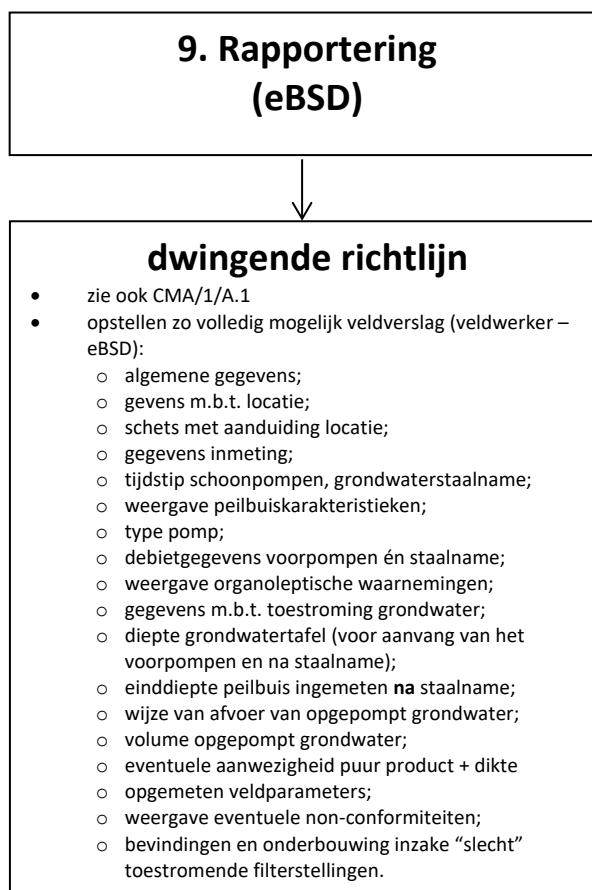 9. Rapportering
(eBSD)
dwingende richtlijn
• zie ook CMA/1/A.1
• opstellen zo volledig mogelijk veldverslag (veldwerker –
eBSD):
o algemene gegevens;
o gevens m.b.t. locatie;
o schets met aanduiding locatie;
o gegevens inmeting;
o tijdstip schoonpompen, grondwaterstaalname;
o weergave peilbuiskarakteristieken;
o type pomp;
o debietgegevens voorpompen én staalname;
o weergave organoleptische waarnemingen;
o gegevens m.b.t. toestroming grondwater;
o diepte grondwatertafel (voor aanvang van het
voorpompen en na staalname);
o einddiepte peilbuis ingemeten na staalname;
o wijze van afvoer van opgepompt grondwater;
o volume opgepompt grondwater;
o eventuele aanwezigheid puur product + dikte
o opgemeten veldparameters;
o weergave eventuele non-conformiteiten;
o bevindingen en onderbouwing inzake “slecht”
toestromende filterstellingen.